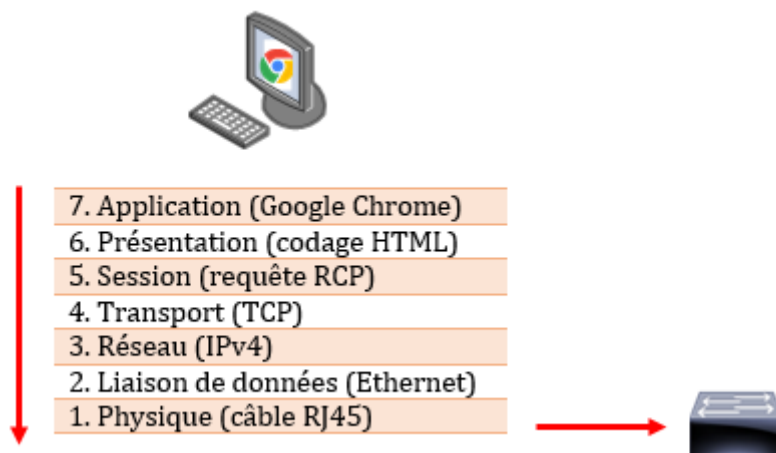 7. Application (Google Chrome)
6. Présentation (codage HTML)
5. Session (requête RCP)
4. Transport (TCP)
3. Réseau (IPv4)
2. Liaison de données (Ethernet)
1. Physique (câble RJ45)